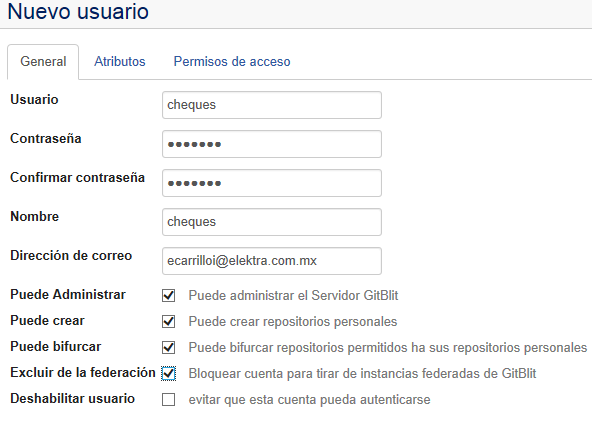 Nuevo usuario
General Atributos Permisos de acceso
Usuario cheques
Contraseña •••••••
Confirmar contraseña •••••••
Nombre cheques
Dirección de correo ecarrilloi@elektra.com.mx
Puede Administrar Puede administrar el Servidor GitBlit
Puede crear Puede crear repositorios personales
Puede bifurcar Puede bifurcar repositorios permitidos ha sus repositorios personales
Excluir de la federación Bloquear cuenta para tirar de instancias federadas de GitBlit
Deshabilitar usuario evitar que esta cuenta pueda autenticarse